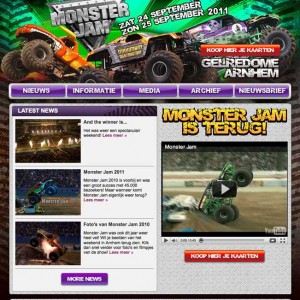 MONSTER JAM
ZAT 24 SEPTEMBER
ZON 25 SEPTEMBER 2011
KOOP HIER JE KAARTEN
GELREDOME
ARNHEM
NIEUWS
INFORMATIE
MEDIA
ARCHIEF
NIEUWSBRIEF
LATEST NEWS
And the winner is...
Het was weer een spectaculair
weekend! Lees meer »
Monster Jam 2011
Monster Jam 2010 is voorbij en was
een groot succes met 45.000
bezoekers! Maar wanneer komt
Monster Jam eigenlijk weer terug?
Lees meer »
Foto's van Monster Jam 2010
Monster Jam was ook dit jaar weer
meer vet! Wil je beelden van het
weekend in Arnhem terug zien. Klik
dan snel verder voor foto's en filmpjes
van de show! Lees meer »
MORE NEWS
MONSTER JAM
IS TERUG!
Monster Jam
YouTube
KOOP HIER JE KAARTEN